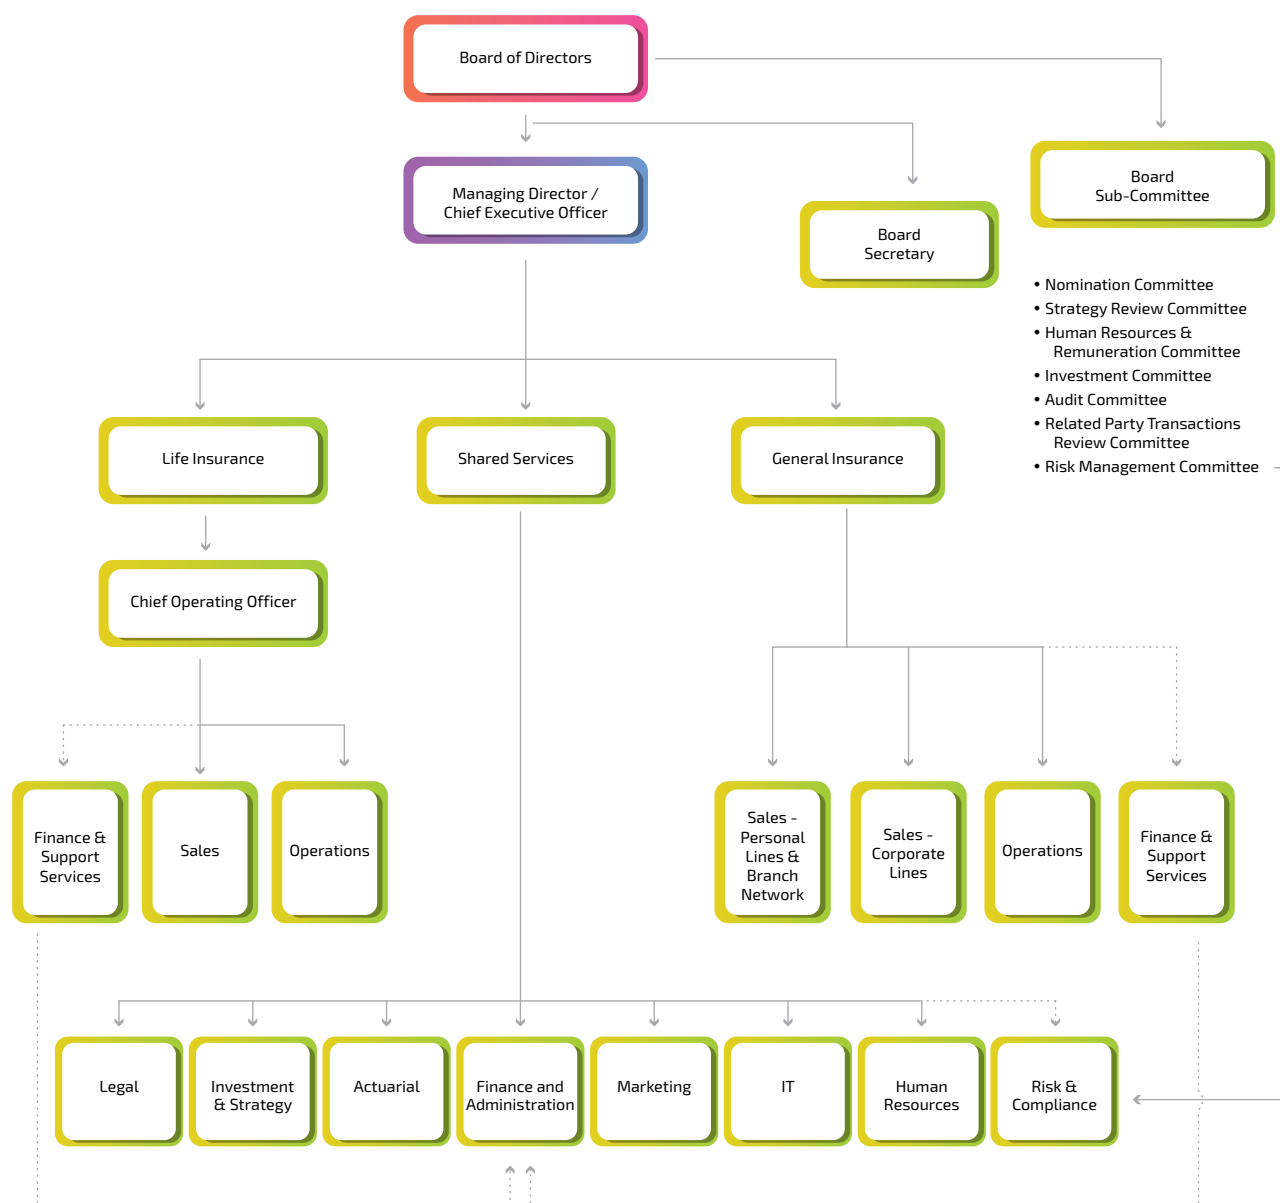 Board of Directors
Managing Director /
Chief Executive Officer
Board
Secretary
Board
Sub-Committee
• Nomination Committee
• Strategy Review Committee
• Human Resources &
Remuneration Committee
• Investment Committee
• Audit Committee
• Related Party Transactions
Review Committee
• Risk Management Committee
Life Insurance
Shared Services
General Insurance
Chief Operating Officer
Finance &
Support
Services
Sales
Operations
Sales -
Personal
Lines &
Branch
Network
Sales -
Corporate
Lines
Operations
Finance &
Support
Services
Legal
Investment
& Strategy
Actuarial
Finance and
Administration
Marketing
IT
Human
Resources
Risk &
Compliance